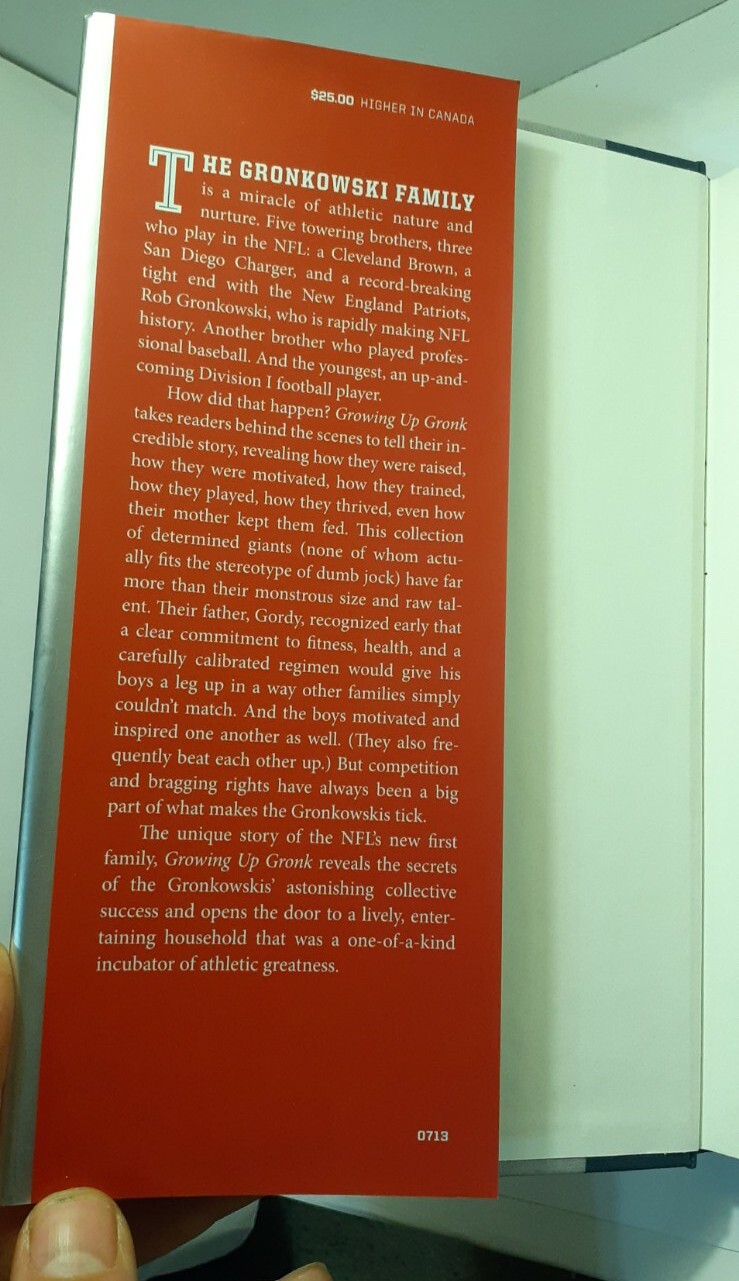 $25.00 HIGHER IN CANADA
THE GRONKOWSKI FAMILY
is a miracle of athletic nature and
nurture. Five towering brothers, three
who play in the NFL: a Cleveland Brown, a
San Diego Charger, and a record-breaking
tight end with the New England Patriots,
Rob Gronkowski, who is rapidly making NFL
history. Another brother who played profes-
sional baseball. And the youngest, an up-and-
coming Division I football player.
How did that happen? Growing Up Gronk
takes readers behind the scenes to tell their in-
credible story, revealing how they were raised,
how they were motivated, how they trained,
how they played, how they thrived, even how
their mother kept them fed. This collection
of determined giants (none of whom actu-
ally fits the stereotype of dumb jock) have far
more than their monstrous size and raw tal-
ent. Their father, Gordy, recognized early that
a clear commitment to fitness, health, and a
carefully calibrated regimen would give his
boys a leg up in a way other families simply
couldn't match. And the boys motivated and
inspired one another as well. (They also fre-
quently beat each other up.) But competition
and bragging rights have always been a big
part of what makes the Gronkowskis tick.
The unique story of the NFL's new first
family, Growing Up Gronk reveals the secrets
of the Gronkowskis' astonishing collective
success and opens the door to a lively, enter-
taining household that was a one-of-a-kind
incubator of athletic greatness.
0713